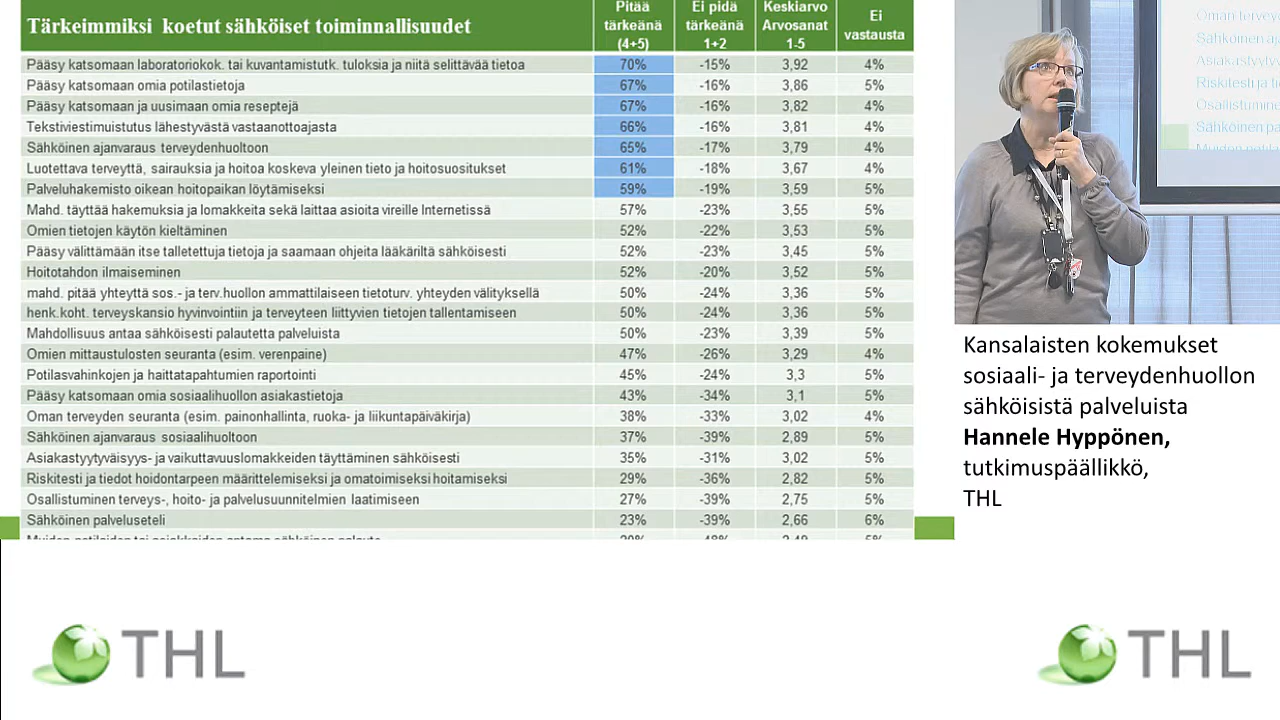 Tärkeimmiksi koetut sähköiset toiminnallisuudet
Pitää tärkeänä (4+5)
Ei pidä tärkeänä 1+2
Keskiarvo Arvosanat 1-5
Ei vastausta
Pääsy katsomaan laboratoriokok. tai kuvantamistutk. tuloksia ja niitä selittävää tietoa 70% -15% 3,92 4%
Pääsy katsomaan omia potilastietoja 67% -16% 3,86 5%
Pääsy katsomaan ja uusimaan omia reseptejä 67% -16% 3,82 4%
Tekstiviestimuistutus lähestyvästä vastaanottoajasta 66% -16% 3,81 4%
Sähköinen ajanvaraus terveydenhuoltoon 65% -17% 3,79 4%
Luotettava terveyttä, sairauksia ja hoitoa koskeva yleinen tieto ja hoitosuositukset 61% -18% 3,67 4%
Palveluhakemisto oikean hoitopaikan löytämiseksi 59% -19% 3,59 5%
Mahd. täyttää hakemuksia ja lomakkeita sekä laittaa asioita vireille Internetissä 57% -23% 3,55 5%
Omien tietojen käytön kieltäminen 52% -22% 3,53 5%
Pääsy välittämään itse talletettuja tietoja ja saamaan ohjeita lääkäriltä sähköisesti 52% -23% 3,45 5%
Hoitotahdon ilmaiseminen 52% -20% 3,52 5%
mahd. pitää yhteyttä sos.- ja terv.huollon ammattilaiseen tietoturv. yhteyden välityksellä 50% -24% 3,36 5%
henk.koht. terveyskansio hyvinvointiin ja terveyteen liittyvien tietojen tallentamiseen 50% -24% 3,36 5%
Mahdollisuus antaa sähköisesti palautetta palveluista 50% -23% 3,39 5%
Omien mittaustulosten seuranta (esim. verenpaine) 47% -26% 3,29 4%
Potilasvahinkojen ja haittatapahtumien raportointi 45% -24% 3,3 5%
Pääsy katsomaan omia sosiaalihuollon asiakastietoja 43% -34% 3,1 5%
Oman terveyden seuranta (esim. painonhallinta, ruoka- ja liikuntapäiväkirja) 38% -33% 3,02 4%
Sähköinen ajanvaraus sosiaalihuoltoon 37% -39% 2,89 5%
Asiakastyytyväisyys- ja vaikuttavuuslomakkeiden täyttäminen sähköisesti 35% -31% 3,02 5%
Riskitesti ja tiedot hoidontarpeen määrittelemiseksi ja omatoimiseksi hoitamiseksi 29% -36% 2,82 5%
Osallistuminen terveys-, hoito- ja palvelusuunnitelmien laatimiseen 27% -39% 2,75 5%
Sähköinen palveluseteli 23% -39% 2,66 6%
Oman tervey
Sähköinen aj
Asiakastyytyv
Riskitesti ja ti
Osallistumine
Sähköinen pa
Kansalaisten kokemukset
sosiaali- ja terveydenhuollon
sähköisistä palveluista
Hannele Hyppönen,
tutkimuspäällikkö,
THL
THL
THL